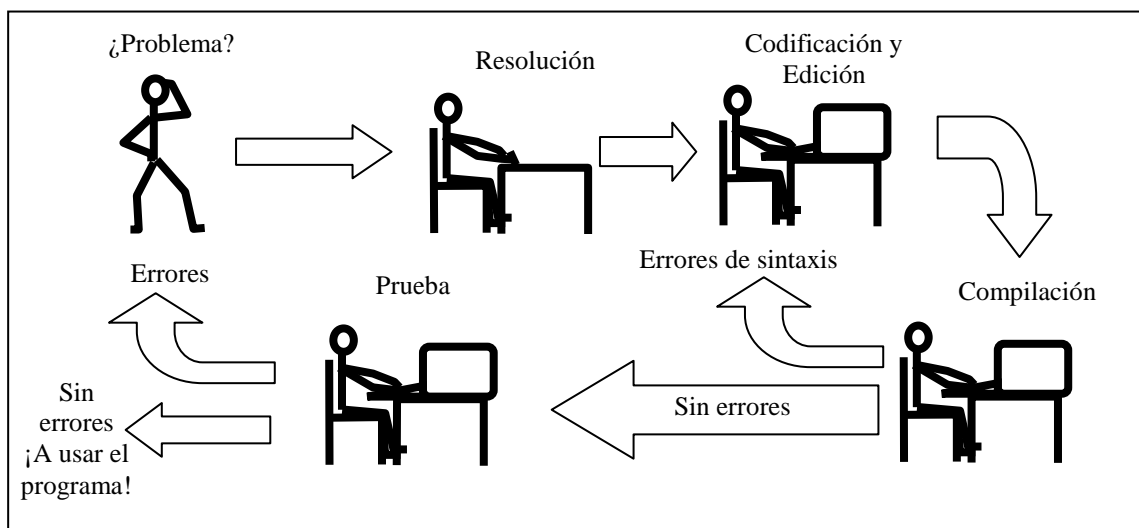 ¿Problema?
Resolución
Codificación y
Edición
Errores
Prueba
Errores de sintaxis
Compilación
Sin errores
Sin
errores
¡A usar el
programa!